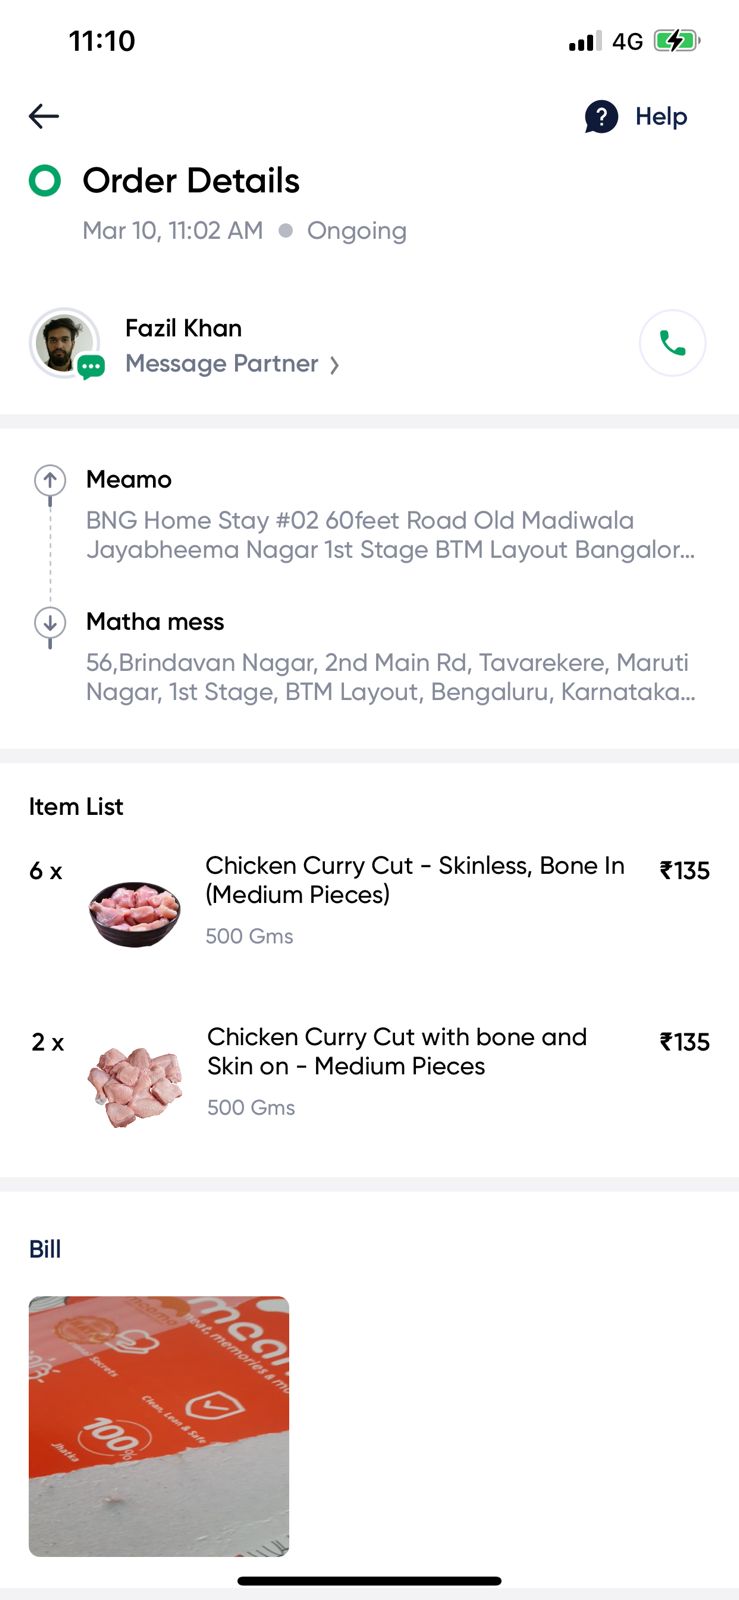 11:10
4G
Help
Order Details
Mar 10, 11:02 AM Ongoing
Fazil Khan
Message Partner
Meamo
BNG Home Stay #02 60feet Road Old Madiwala
Jayabheema Nagar 1st Stage BTM Layout Bangalor...
Matha mess
56,Brindavan Nagar, 2nd Main Rd, Tavarekere, Maruti
Nagar, 1st Stage, BTM Layout, Bengaluru, Karnataka...
Item List
6 x
Chicken Curry Cut - Skinless, Bone In
(Medium Pieces)
₹135
500 Gms
2 x
Chicken Curry Cut with bone and
Skin on - Medium Pieces
₹135
500 Gms
Bill
meat, memories &
Secrets
Clean, Lean & Safe
100%
Jhatka